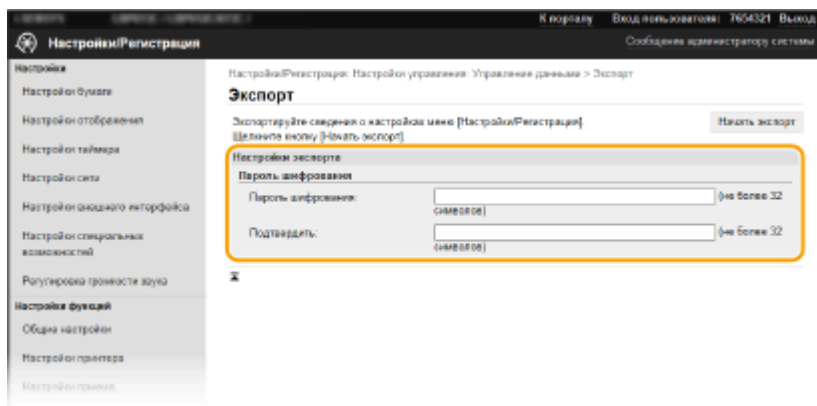 К порталу Вход пользователя: 7654321 Выход
Настройки/Регистрация Сообщение администратору системы
Настройки
Настройки бумаги
Настройки отображения
Настройки таймера
Настройки сети
Настройки внешнего интерфейса
Настройки специальных
возможностей
Регулировка громкости звука
Настройки функций
Общие настройки
Настройки принтера
Настройки приема
Настройка/Регистрация: Настройки управления: Управление данными > Экспорт
Экспорт
Экспортируйте сведения о настройках меню [Настройка/Регистрация].
Щелкните кнопку [Начать экспорт].
Начать экспорт
Настройки экспорта
Пароль шифрования
Пароль шифрования: (не более 32
символов)
Подтвердить: (не более 32
символов)